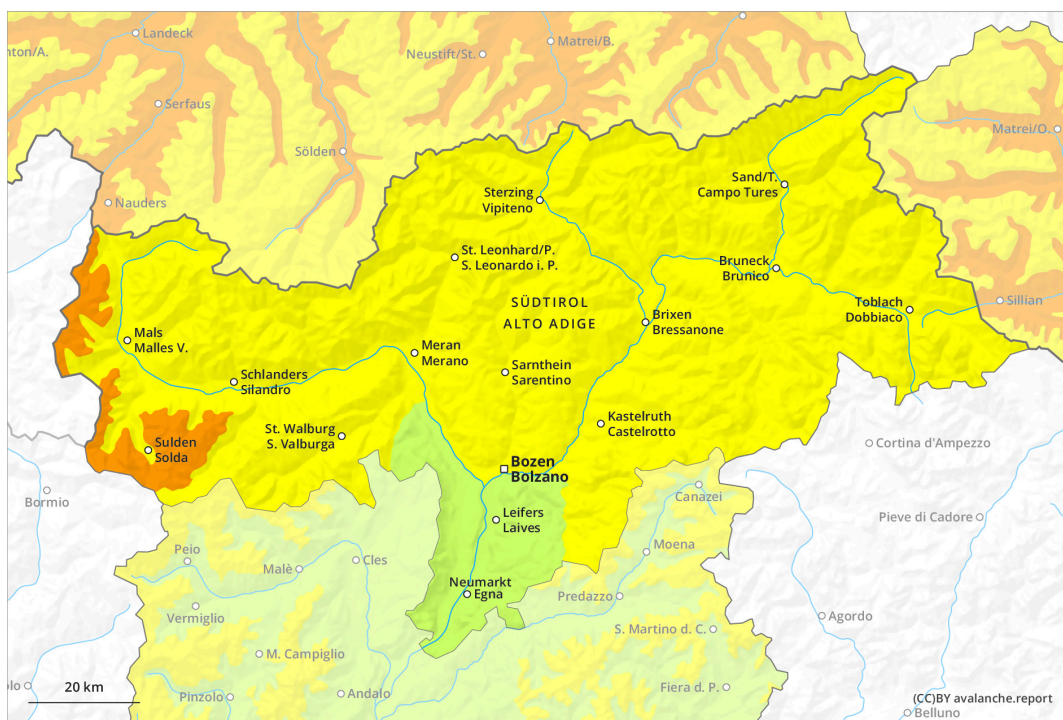 Landeck
nton/A.
Neustift/St.
Matrei/B.
Serfaus
Sölden
Matrei/O.
Nauders
Sand/T.
Campo Tures
Sterzing
Vipiteno
St. Leonhard/P.
S. Leonardo i. P.
Bruneck
Brunico
SÜDTIROL
ALTO ADIGE
Toblach
Dobbiaco
Sillian
Brixen
Bressanone
Mals
Malles V.
Meran
Merano
Sarnthein
Sarentino
Schlanders
Silandro
St. Walburg
S. Valburga
Kastelruth
Castelrotto
Sulden
Solda
Cortina d'Ampezzo
Bozen
Bolzano
Bormio
Canazei
Leifers
Laives
Pieve di Cadore
Peio
Malè
Cles
Moena
Neumarkt
Egna
Predazzo
Vermiglio
Agordo
S. Martino d. C.
M. Campiglio
20 km
olo
Pinzolo
Andalo
Fiera d. P.
(CC)BY avalanche.report
Belluno